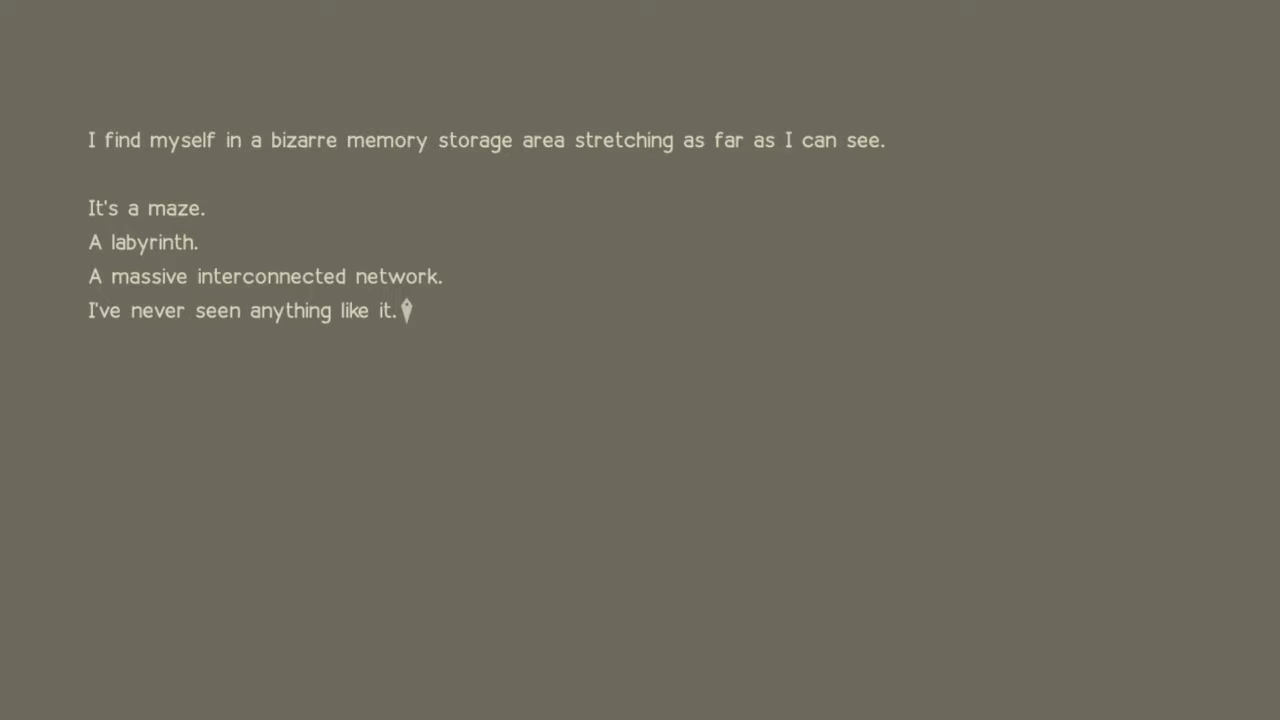 I find myself in a bizarre memory storage area stretching as far as I can see.
It's a maze.
A labyrinth.
A massive interconnected network.
I've never seen anything like it.